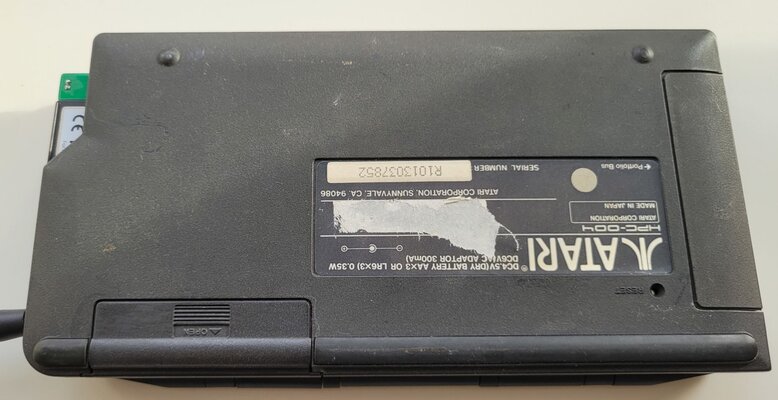 ATARI®
DC4.5V(DRY BATTERY AA×3 OR LR6×3) 0.35W
DC6V(AC ADAPTOR 300mA)
HPC-004
ATARI CORPORATION
MADE IN JAPAN
ATARI CORPORATION, SUNNYVALE, CA. 94086
SERIAL NUMBER
R1013037852
← Portfolio Bus
RESET
OPEN
CE